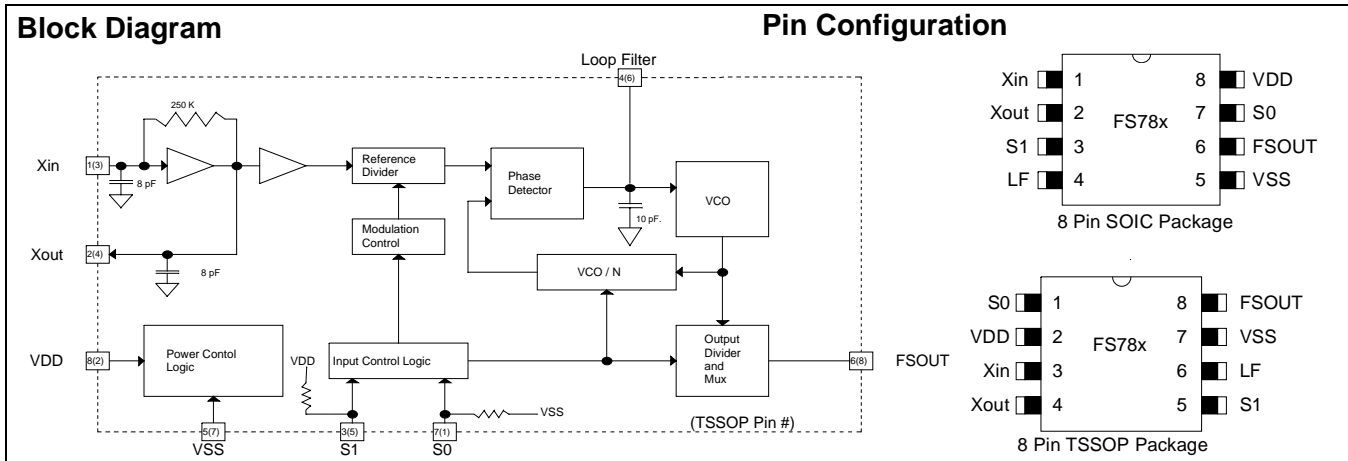 Block Diagram
Pin Configuration
Loop Filter
4(6)
250 K
Xin
1(3)
8 pF
Reference
Divider
Phase
Detector
VCO
10 pF.
Modulation
Control
Xout
2(4)
8 pF
VCO / N
VDD
8(2)
Power Contol
Logic
VDD
Input Control Logic
Output
Divider
and
Mux
6(8)
FSOUT
VSS
(TSSOP Pin #)
5(7)
3(5)
7(1)
VSS
S1
S0
Xin
1
8
VDD
Xout
2
FS78x
7
S0
S1
3
6
FSOUT
LF
4
5
VSS
8 Pin SOIC Package
S0
1
8
FSOUT
VDD
2
FS78x
7
VSS
Xin
3
6
LF
Xout
4
5
S1
8 Pin TSSOP Package